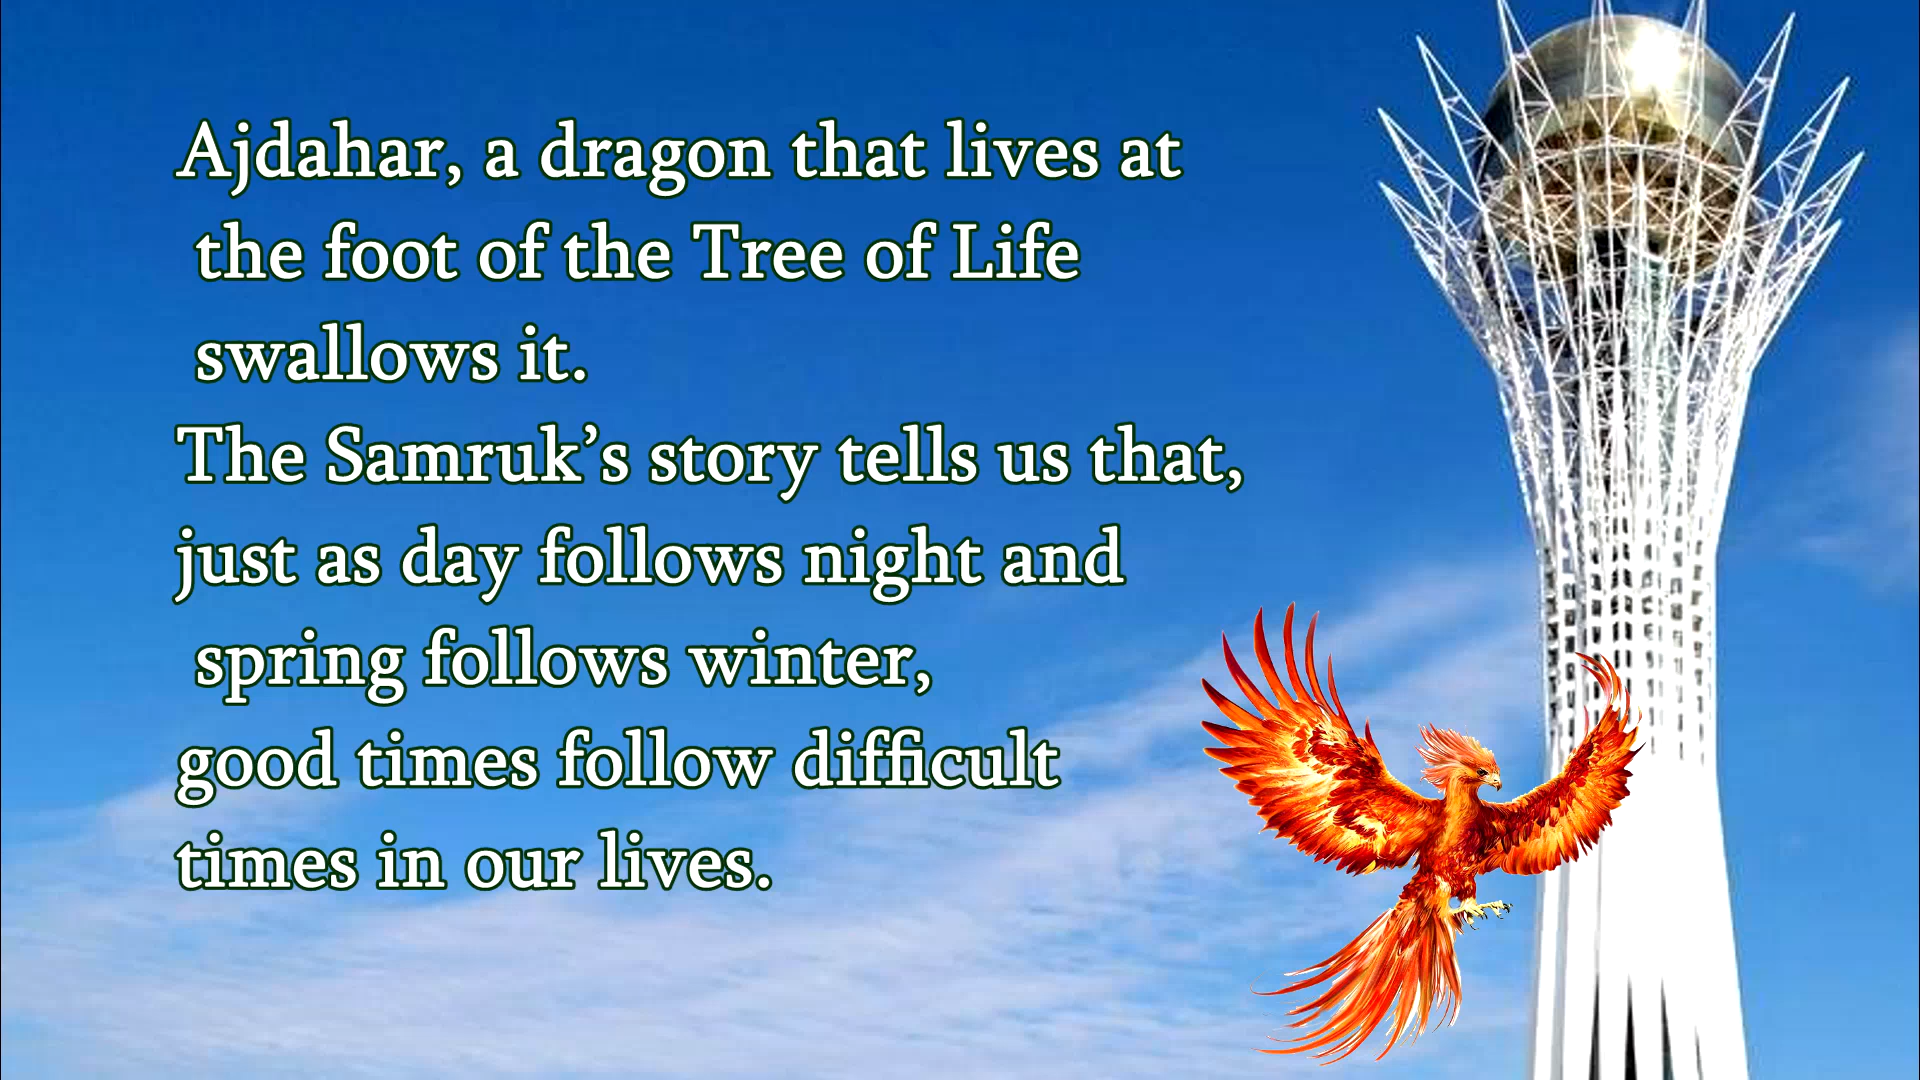 Ajdahar, a dragon that lives at
the foot of the Tree of Life
swallows it.
The Samruk’s story tells us that,
just as day follows night and
spring follows winter,
good times follow difficult
times in our lives.